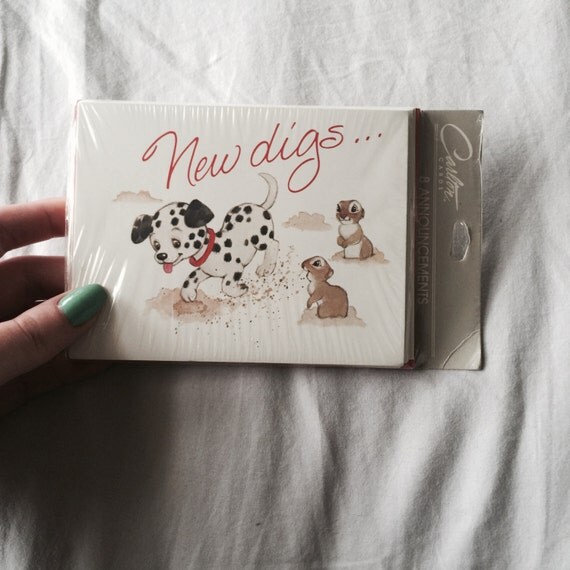 New digs...
Carlton
CARDS
8 ANNOUNCEMENTS